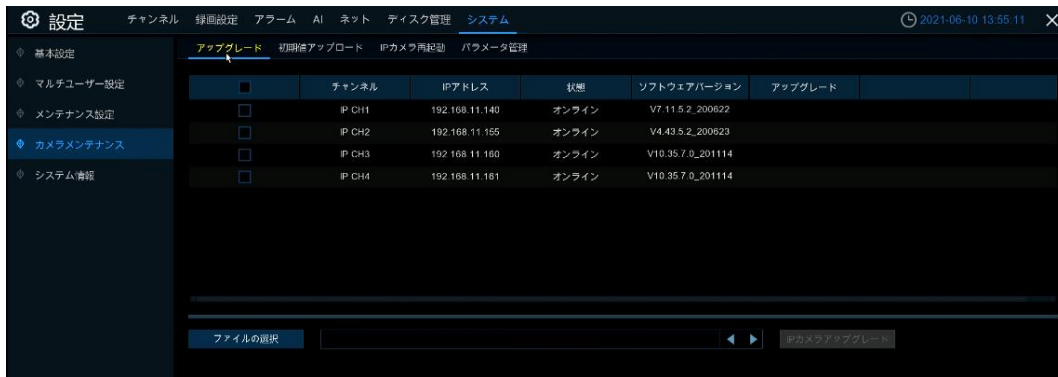 設定 チャンネル 録画設定 アラーム AI ネット ディスク管理 システム 2021-06-10 13:55:11
基本設定
マルチユーザー設定
メンテナンス設定
カメラメンテナンス
システム情報
アップグレード 初期値アップロード IPカメラ再起動 パラメータ管理
チャンネル IPアドレス 状態 ソフトウェアバージョン アップグレード
IP CH1 192.168.11.140 オンライン V7.11.5.2_200622
IP CH2 192.168.11.155 オンライン V4.43.5.2_200623
IP CH3 192.168.11.160 オンライン V10.35.7.0_201114
IP CH4 192.168.11.161 オンライン V10.35.7.0_201114
ファイルの選択 IPカメラアップグレード